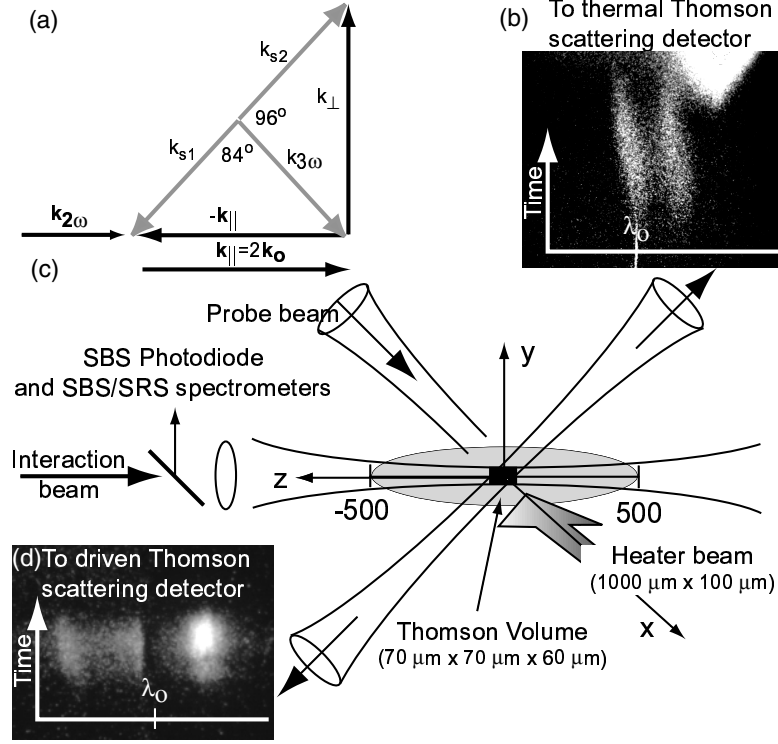 (a)
k_s2
k_⊥
96°
k_s1
84°
k_3ω
k_2ω
-k_||
k_||=2k_o
(b)
To thermal Thomson
scattering detector
Time
λ_o
(c)
Probe beam
SBS Photodiode
and SBS/SRS spectrometers
y
Interaction
beam
z
-500
500
Heater beam
(1000 μm x 100 μm)
x
Thomson Volume
(70 μm x 70 μm x 60 μm)
(d)To driven Thomson
scattering detector
Time
λ_o